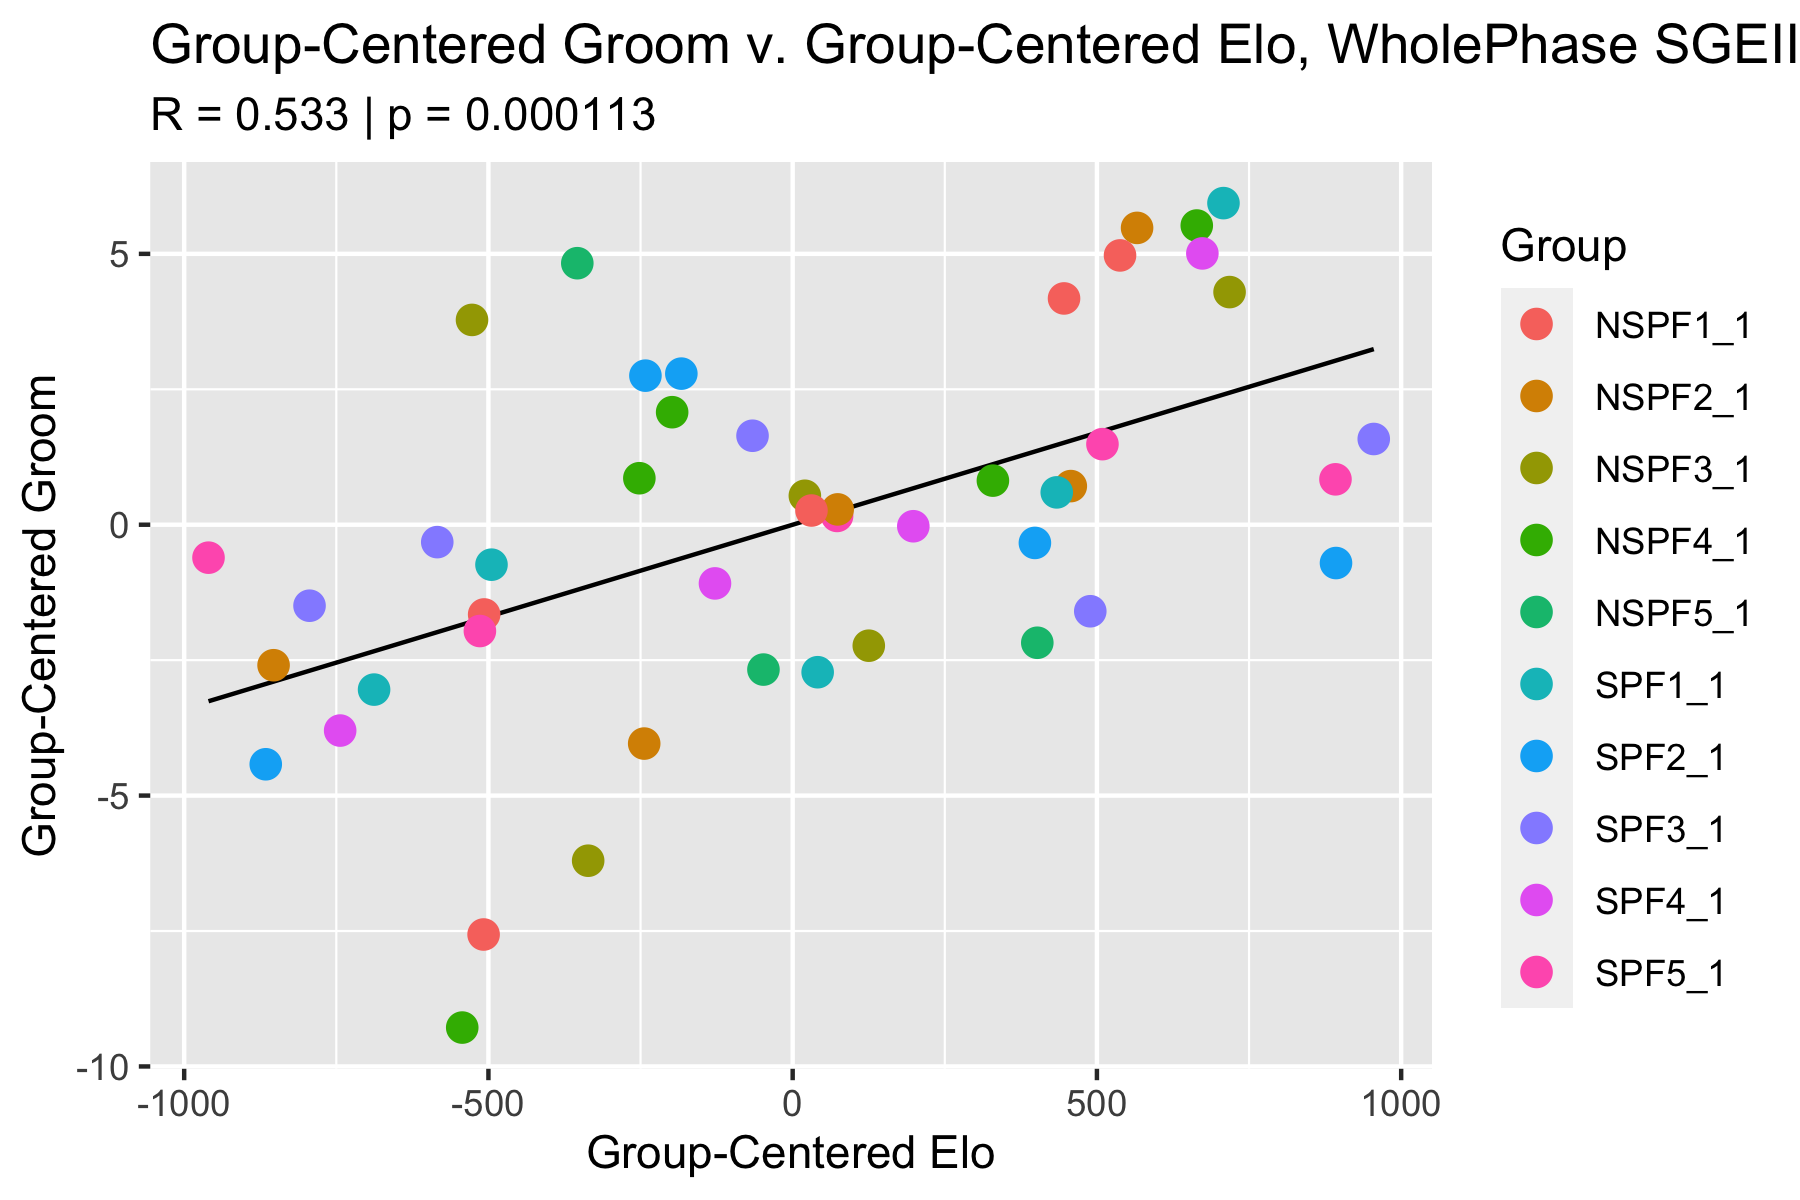 Group-Centered Groom v. Group-Centered Elo, WholePhase SGEII
R = 0.533 | p = 0.000113
Group-Centered Groom
5
0
-5
-10
-1000
-500
0
500
1000
Group-Centered Elo
Group
NSPF1_1
NSPF2_1
NSPF3_1
NSPF4_1
NSPF5_1
SPF1_1
SPF2_1
SPF3_1
SPF4_1
SPF5_1